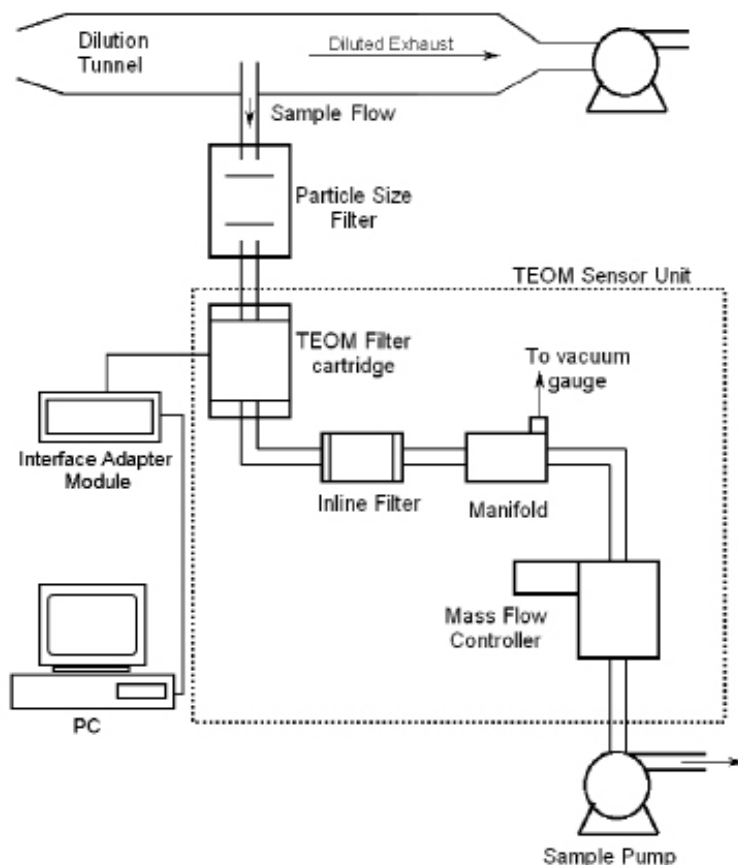 Dilution
Tunnel
Diluted Exhaust
Sample Flow
Particle Size
Filter
TEOM Sensor Unit
TEOM Filter
cartridge
To vacuum
gauge
Interface Adapter
Module
Inline Filter
Manifold
Mass Flow
Controller
PC
Sample Pump